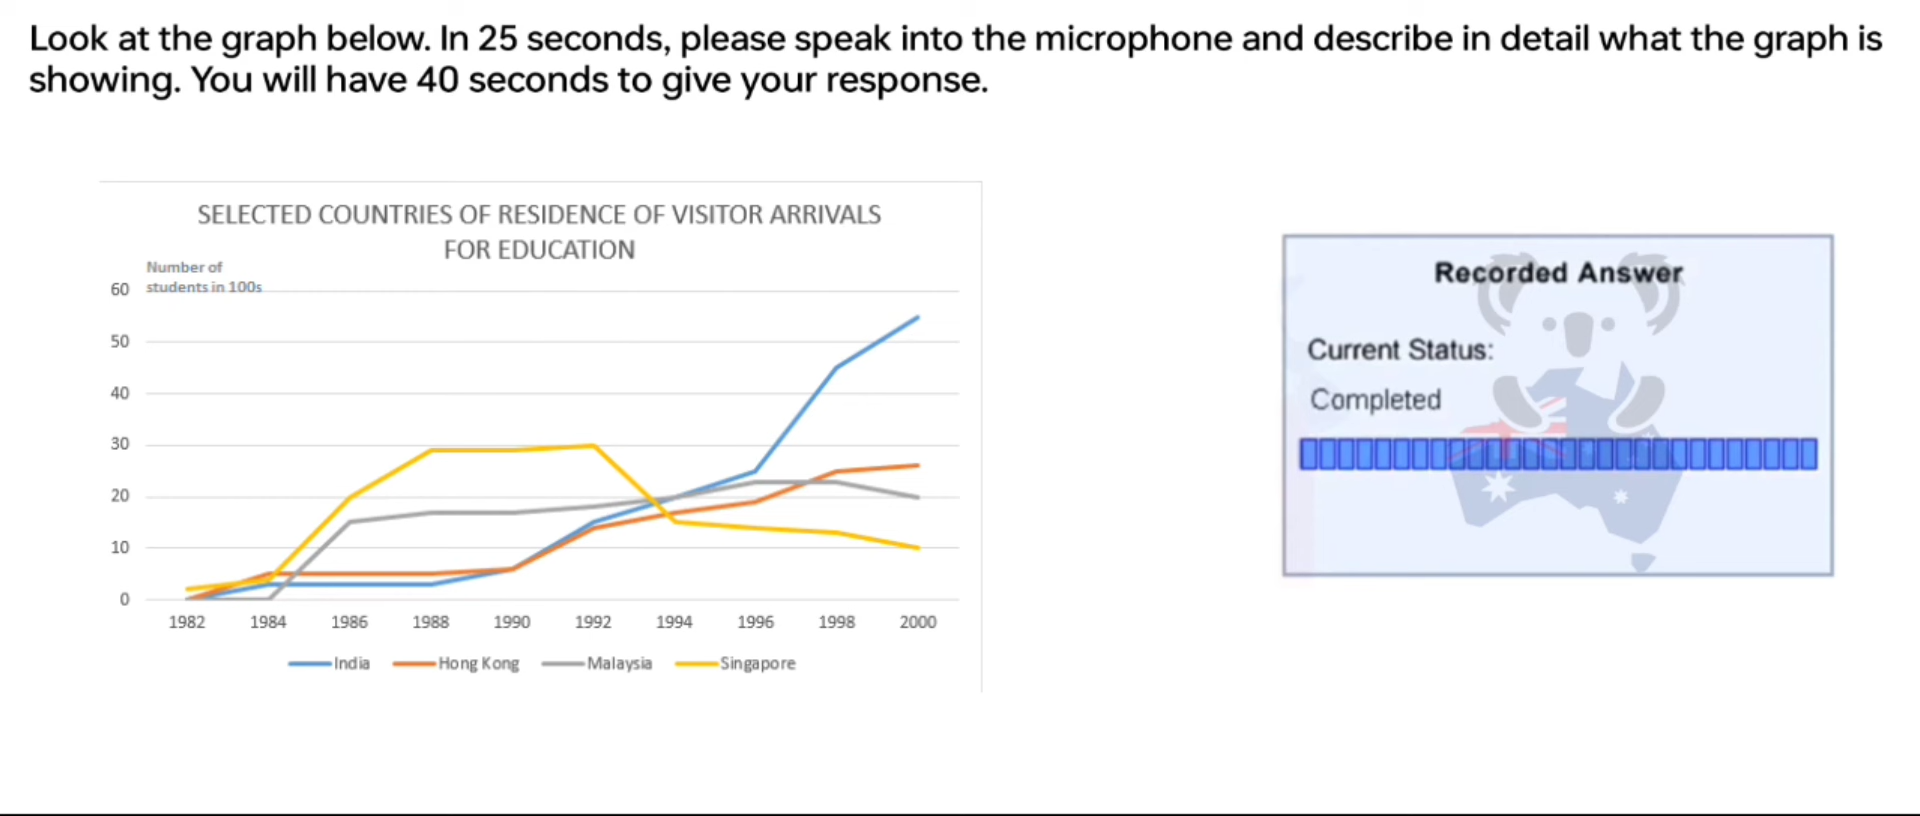 Look at the graph below. In 25 seconds, please speak into the microphone and describe in detail what the graph is
showing. You will have 40 seconds to give your response.
SELECTED COUNTRIES OF RESIDENCE OF VISITOR ARRIVALS
FOR EDUCATION
Number of
students in 100s
60
50
40
30
20
10
0
1982 1984 1986 1988 1990 1992 1994 1996 1998 2000
India Hong Kong Malaysia Singapore
Recorded Answer
Current Status:
Completed